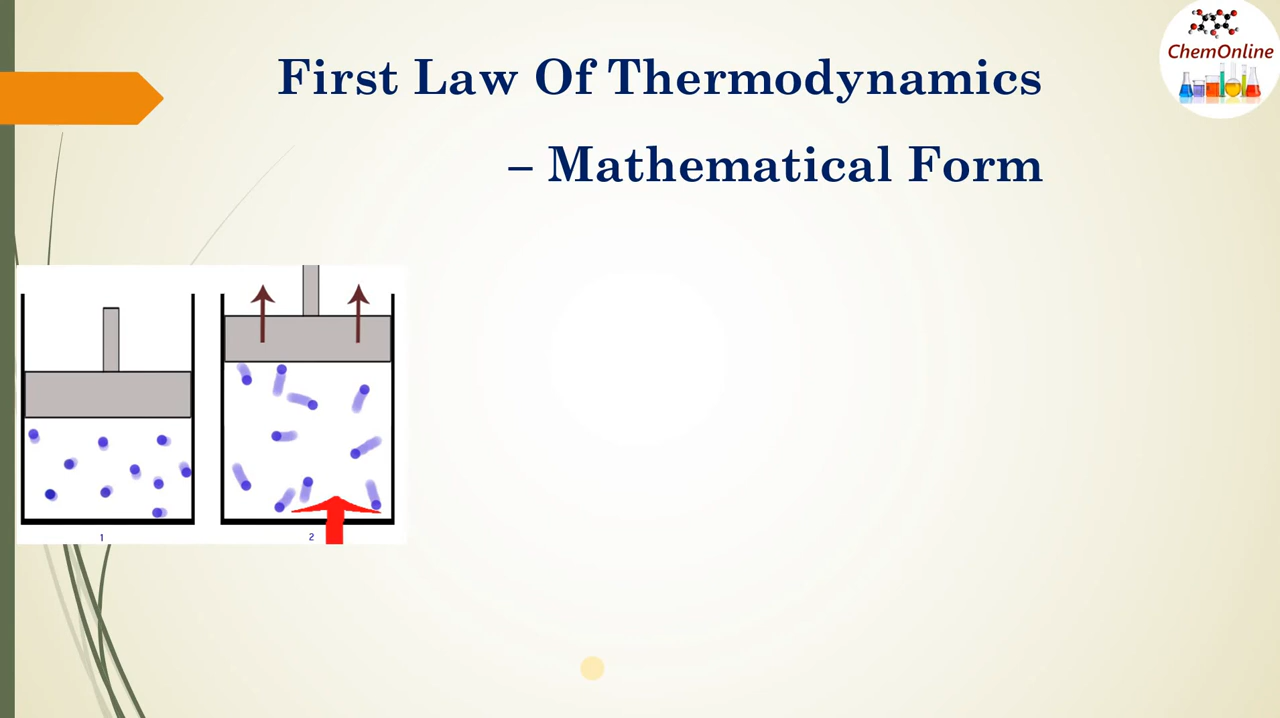 First Law Of Thermodynamics
– Mathematical Form
ChemOnline
1
2